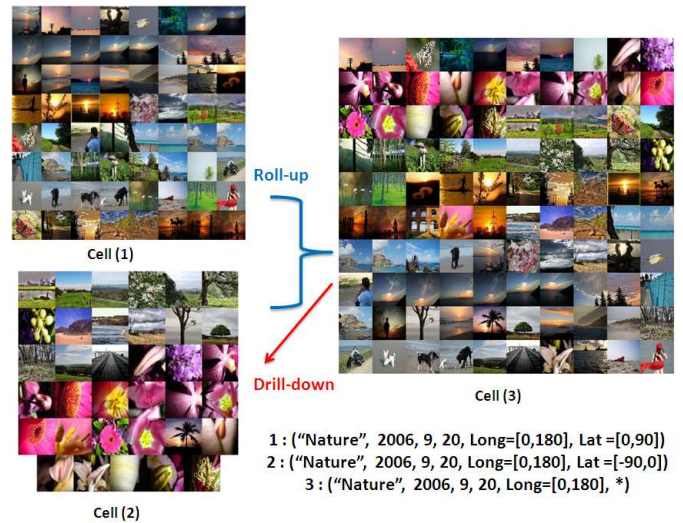 Roll-up
Cell (1)
Drill-down
Cell (3)
1 : (“Nature”, 2006, 9, 20, Long=[0,180], Lat =[0,90])
2 : (“Nature”, 2006, 9, 20, Long=[0,180], Lat =[-90,0])
3 : (“Nature”, 2006, 9, 20, Long=[0,180], *)
Cell (2)